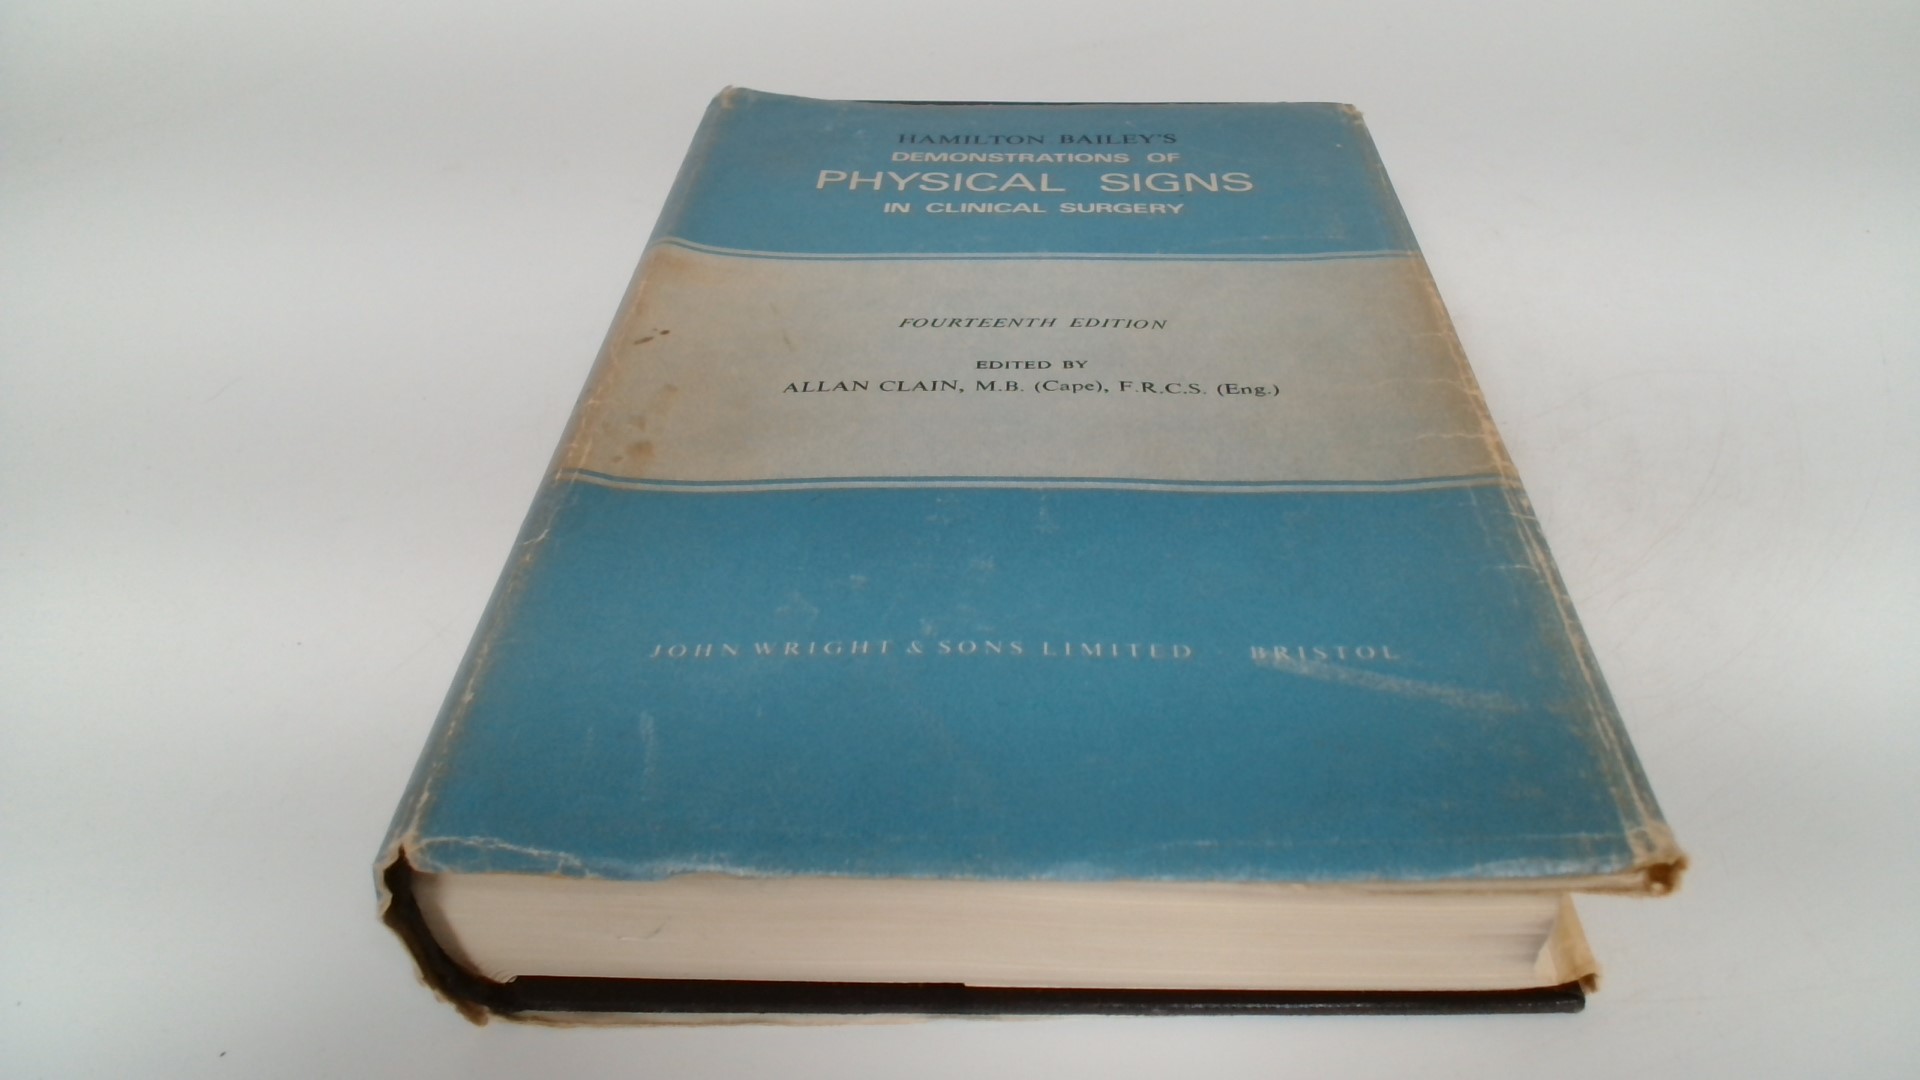 HAMILTON BAILEY'S
DEMONSTRATIONS OF
PHYSICAL SIGNS
IN CLINICAL SURGERY
FOURTEENTH EDITION
EDITED BY
ALLAN CLAIN, M.B. (Cape), F.R.C.S. (Eng.)
JOHN WRIGHT & SONS LIMITED BRISTOL